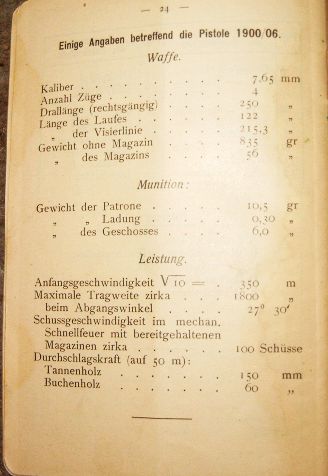 — 24 —
Einige Angaben betreffend die Pistole 1900/06.
Waffe.
Kaliber . . . . . . . . 7,65 mm
Anzahl Züge . . . . . . . 4
Drallänge (rechtsgängig) . . . . 250 „
Länge des Laufes . . . . . 122 „
„ der Visierlinie . . . . 215,3 „
Gewicht ohne Magazin . . . . 835 gr
„ des Magazins . . . . 56 „
Munition:
Gewicht der Patrone . . . . 10,5 gr
„ „ Ladung . . . . 0,30 „
„ des Geschosses . . . . 6,0 „
Leistung.
Anfangsgeschwindigkeit V10 = . 350 m
Maximale Tragweite zirka . . . 1800 „
beim Abgangswinkel . . . 27° 30′
Schussgeschwindigkeit im mechan.
Schnellfeuer mit bereitgehaltenen
Magazinen zirka . . . . 100 Schüsse
Durchschlagskraft (auf 50 m):
Tannenholz . . . . . 150 mm
Buchenholz . . . . . 60 „